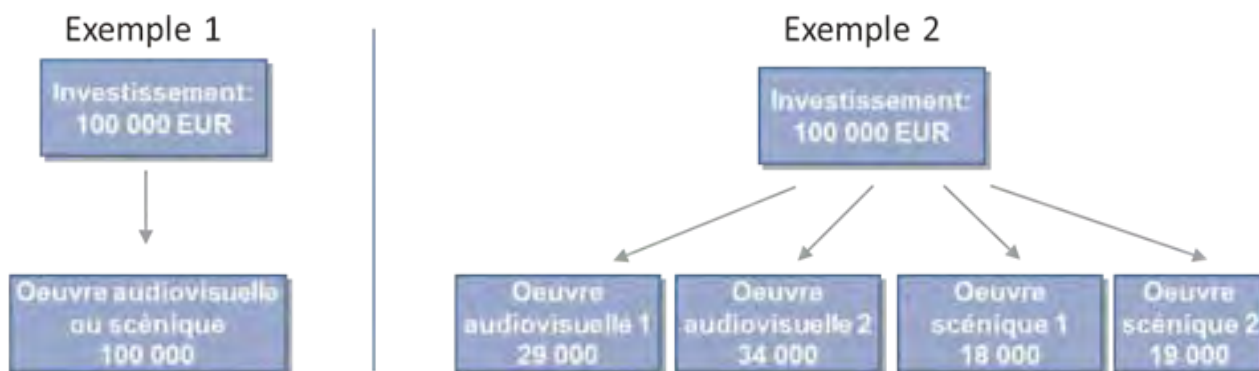 Exemple 1
Investissement:
100 000 EUR
Oeuvre audiovisuelle
ou scènique
100 000
Exemple 2
Investissement:
100 000 EUR
Oeuvre
audiovisuelle 1
29 000
Oeuvre
audiovisuelle 2
34 000
Oeuvre
scénique 1
18 000
Oeuvre
scénique 2
19 000